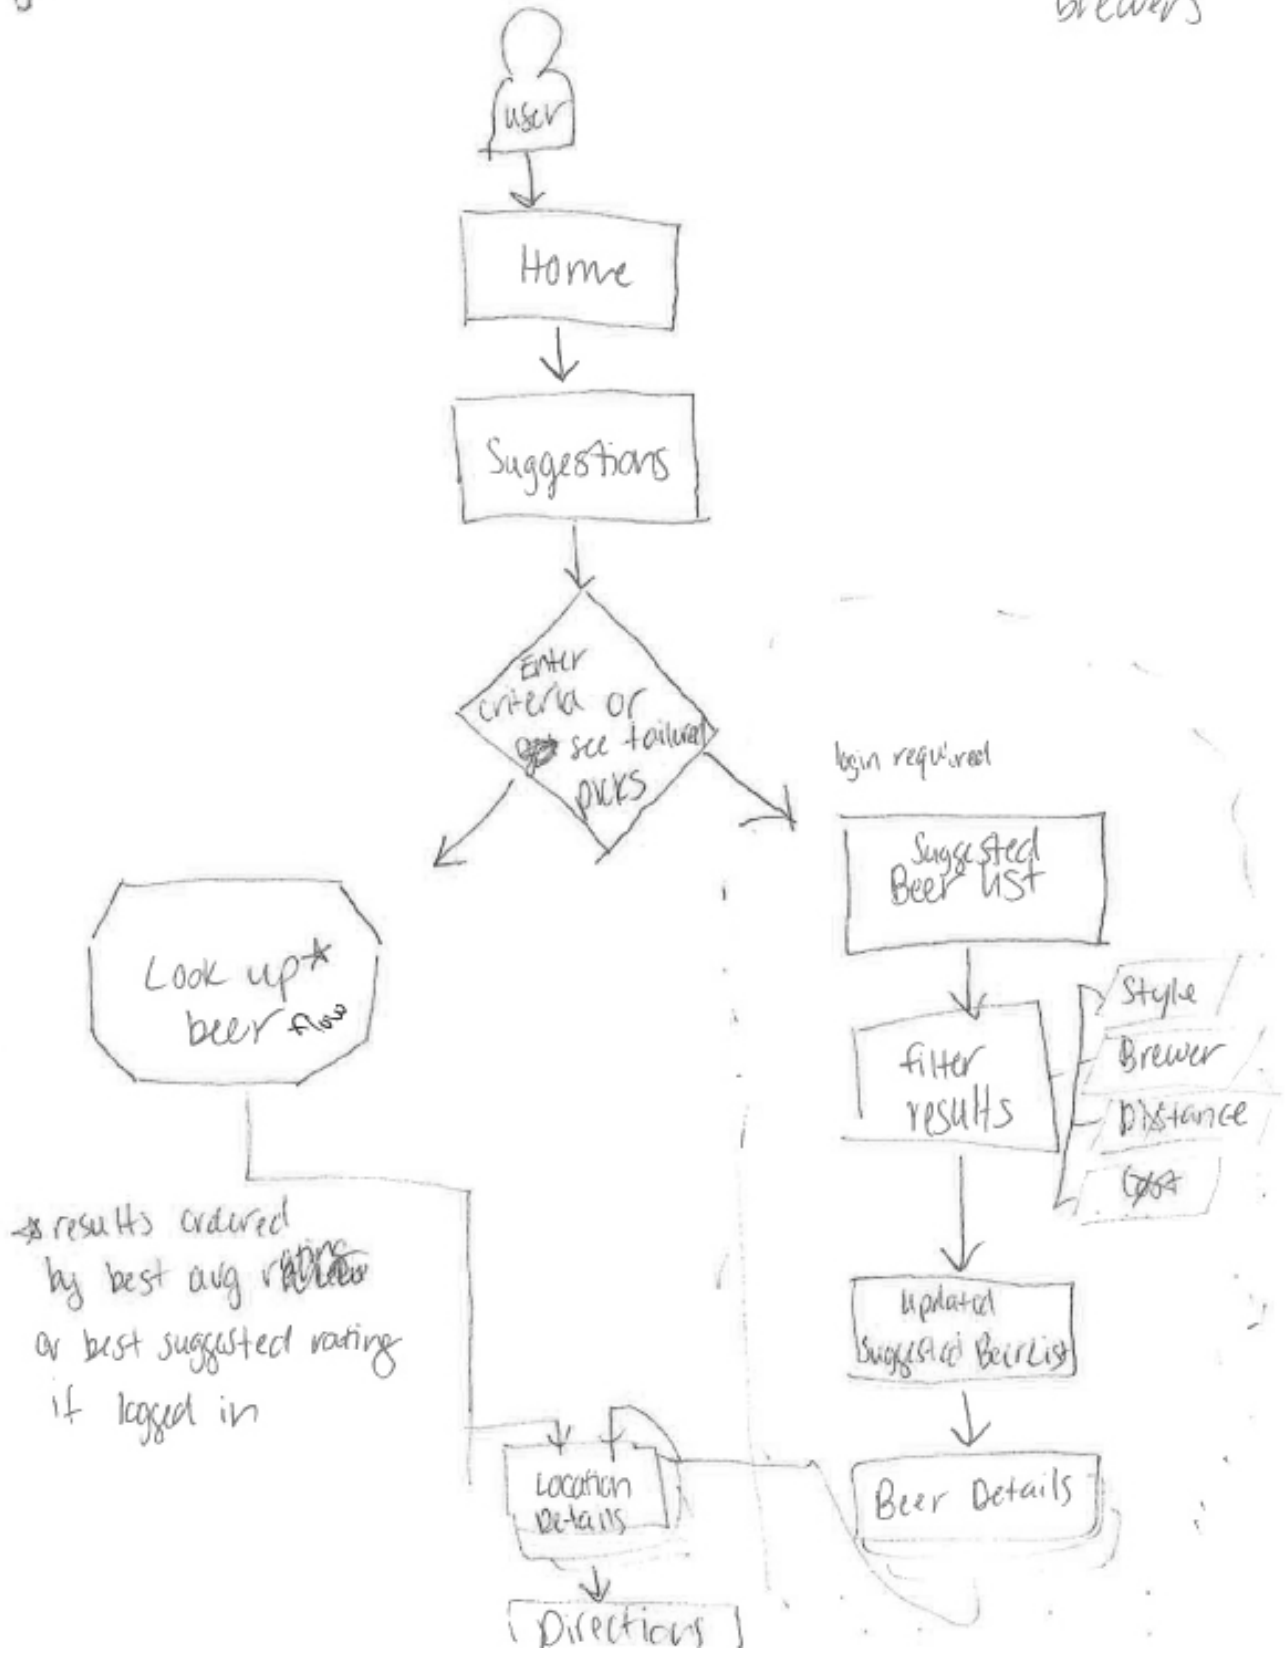 brewers
user
Home
Suggestions
Enter
criteria or
see tailured
picks
login required
Suggested
Beer list
Look up*
beer flow
filter
results
Style
Brewer
Distance
Cost
* results ordered
by best avg rating
or best suggested rating
if logged in
Updated
Suggested Beer List
Location
Details
Beer Details
Directions